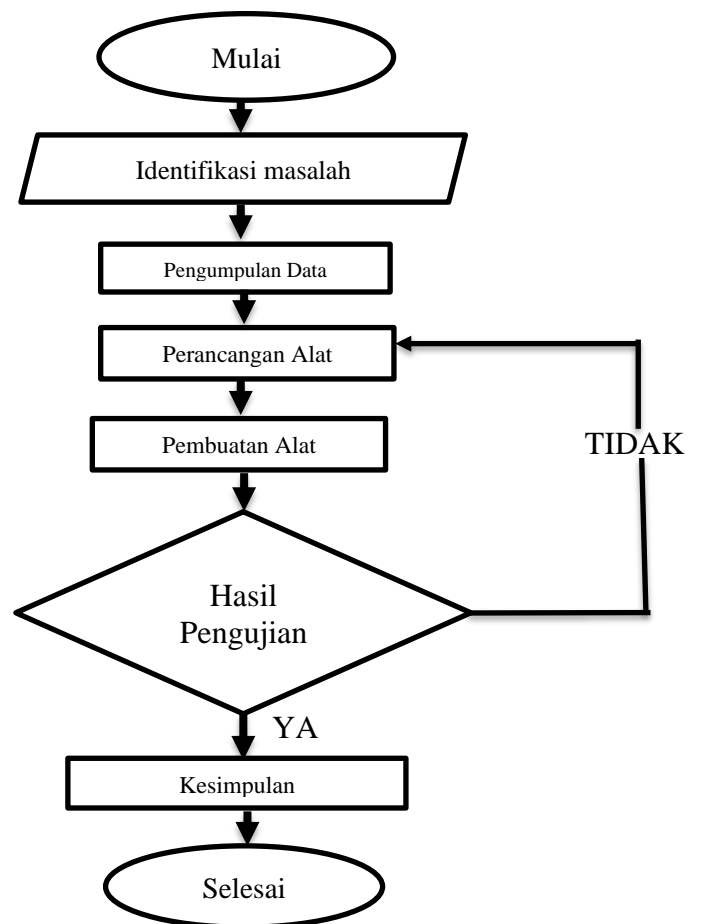 Mulai
Identifikasi masalah
Pengumpulan Data
Perancangan Alat
Pembuatan Alat
TIDAK
Hasil
Pengujian
YA
Kesimpulan
Selesai